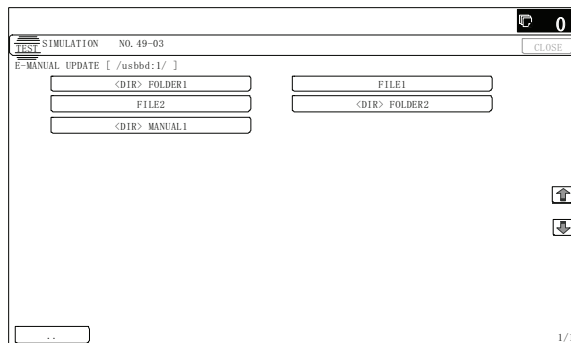 0
TEST SIMULATION NO. 49-03 CLOSE
E-MANUAL UPDATE [ /usbbd:1/ ]
<DIR> FOLDER1 FILE1
FILE2 <DIR> FOLDER2
<DIR> MANUAL1
.. 1/